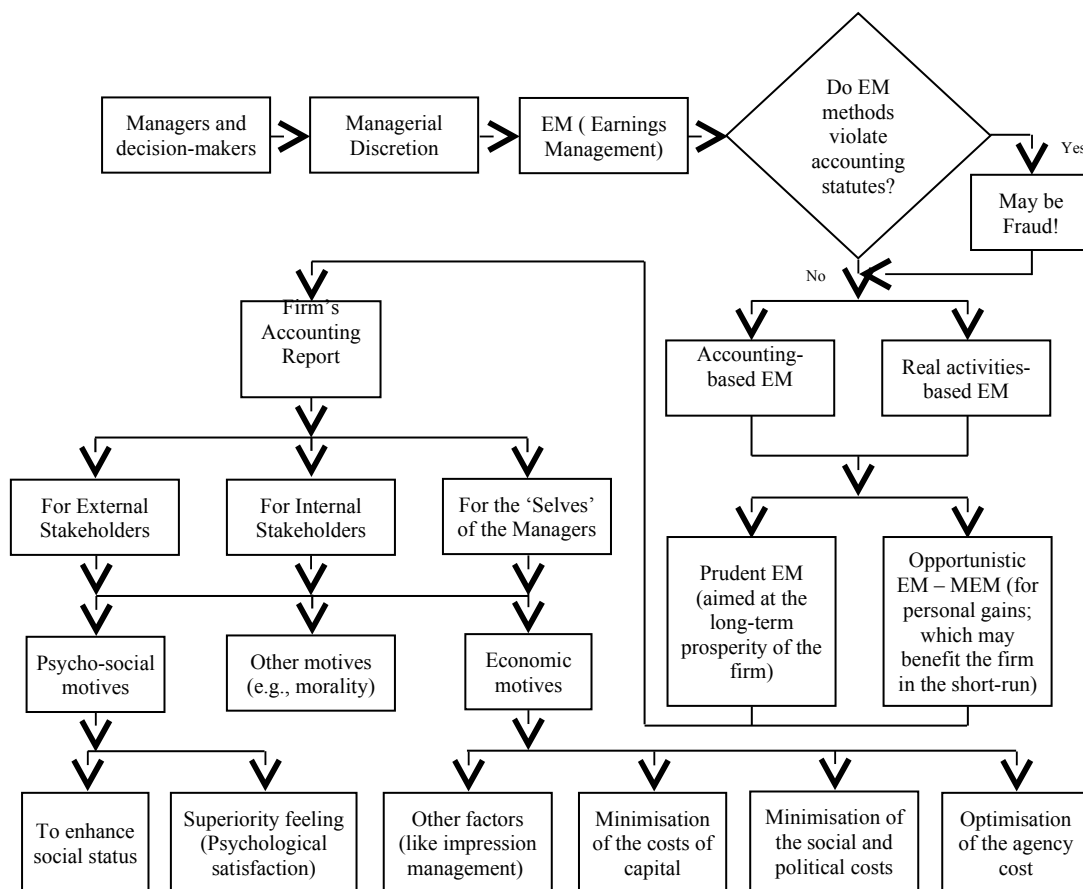 Managers and
decision-makers
Managerial
Discretion
EM ( Earnings
Management)
Do EM
methods
violate
accounting
statutes?
Yes
May be
Fraud!
No
Firm's
Accounting
Report
Accounting-
based EM
Real activities-
based EM
For External
Stakeholders
For Internal
Stakeholders
For the ‘Selves’
of the Managers
Prudent EM
(aimed at the
long-term
prosperity of the
firm)
Opportunistic
EM – MEM (for
personal gains;
which may
benefit the firm
in the short-run)
Psycho-social
motives
Other motives
(e.g., morality)
Economic
motives
To enhance
social status
Superiority feeling
(Psychological
satisfaction)
Other factors
(like impression
management)
Minimisation
of the costs of
capital
Minimisation of
the social and
political costs
Optimisation
of the agency
cost